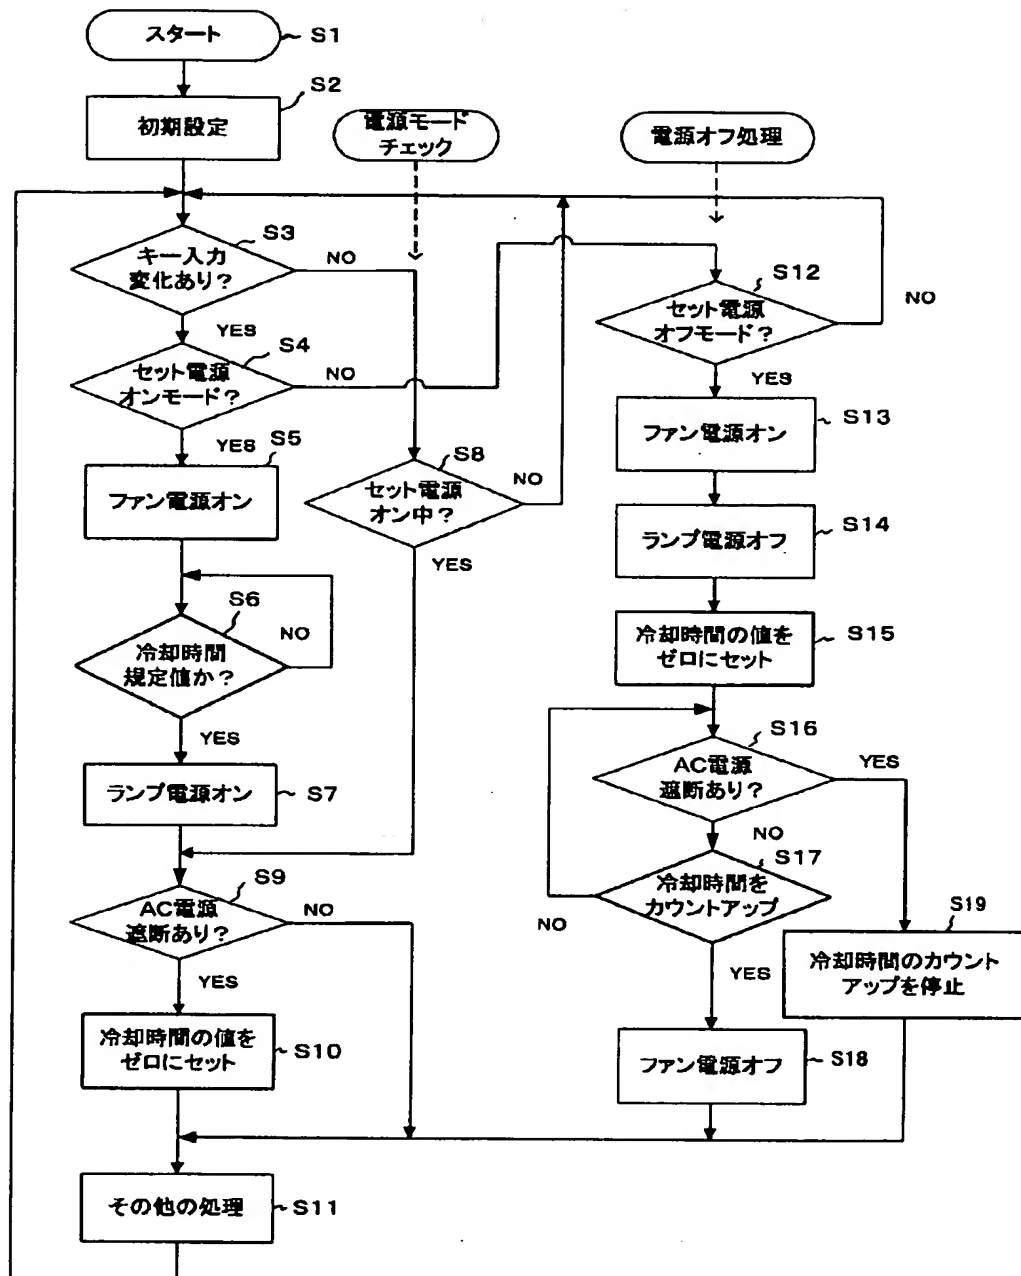 スタート
S1
S2
初期設定
電源モード
チェック
電源オフ処理
S3
キー入力
変化あり?
NO
YES
S4
セット電源
オンモード?
NO
YES
S5
ファン電源オン
S6
冷却時間
規定値か?
NO
YES
ランプ電源オン
S7
S8
セット電源
オン中?
NO
YES
S9
AC電源
遮断あり?
NO
YES
冷却時間の値を
ゼロにセット
S10
その他の処理
S11
S12
セット電源
オフモード?
NO
YES
ファン電源オン
S13
ランプ電源オフ
S14
冷却時間の値を
ゼロにセット
S15
S16
AC電源
遮断あり?
YES
NO
S17
冷却時間を
カウントアップ
NO
YES
ファン電源オフ
S18
S19
冷却時間のカウント
アップを停止